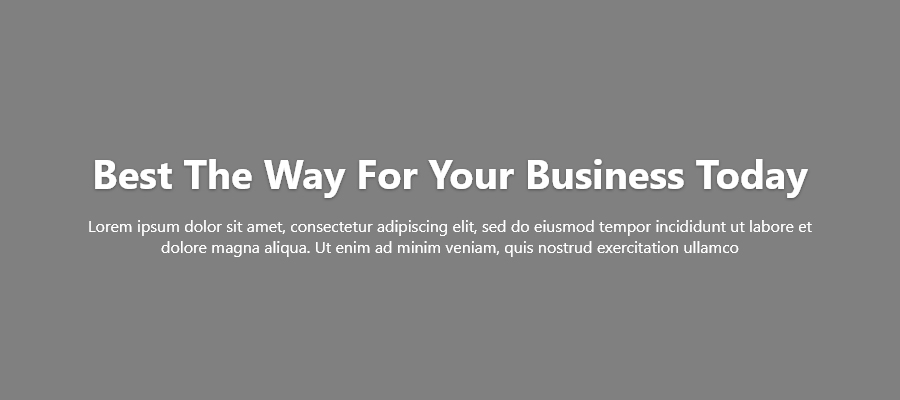 Best The Way For Your Business Today
Lorem ipsum dolor sit amet, consectetur adipiscing elit, sed do eiusmod tempor incididunt ut labore et
dolore magna aliqua. Ut enim ad minim veniam, quis nostrud exercitation ullamco